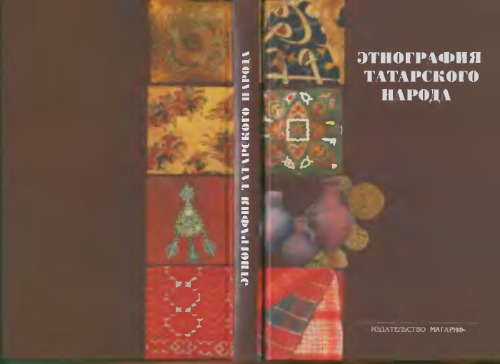 ЭТНОГРАФИЯ
ТАТАРСКОГО
НАРОДА
ЭТНОГРАФИЯ ТАТАРСКОГО НАРОДА
ИЗДАТЕЛЬСТВО МАГАРИФ